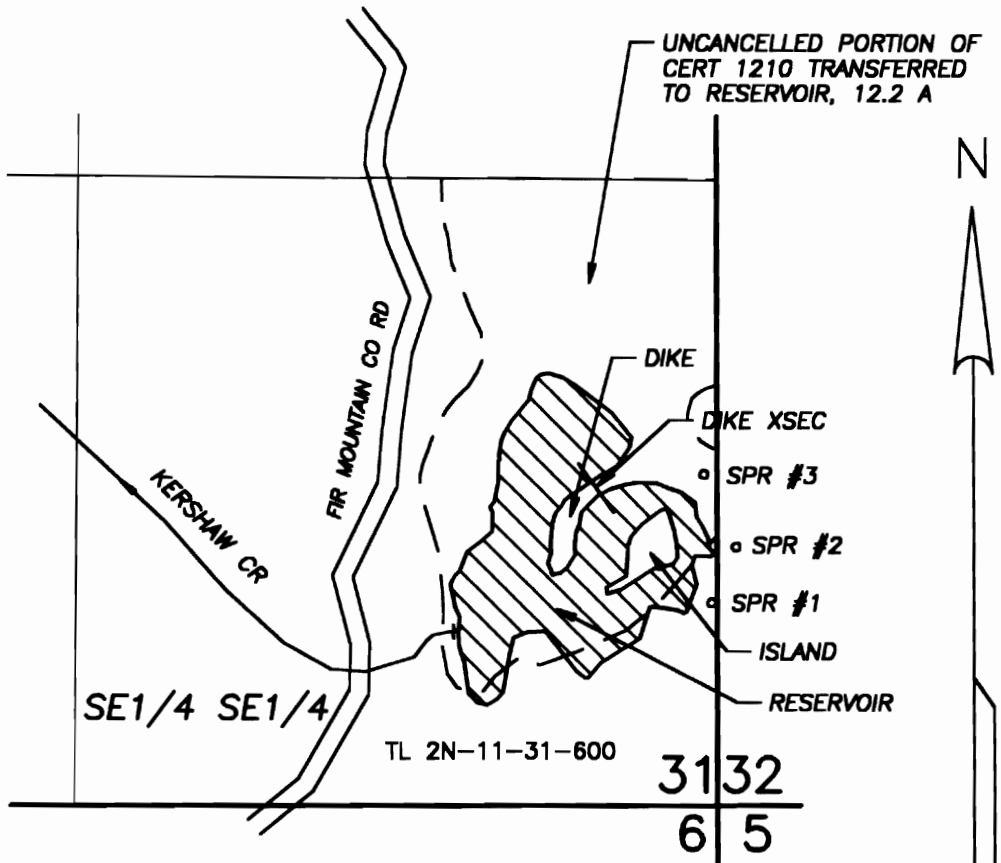 UNCANCELLED PORTION OF
CERT 1210 TRANSFERRED
TO RESERVOIR, 12.2 A
N
DIKE
FIR MOUNTAIN CO RD
DIKE XSEC
SPR #3
KERSHAW CR
SPR #2
SPR #1
ISLAND
RESERVOIR
SE1/4 SE1/4
TL 2N-11-31-600
31 32
6 5